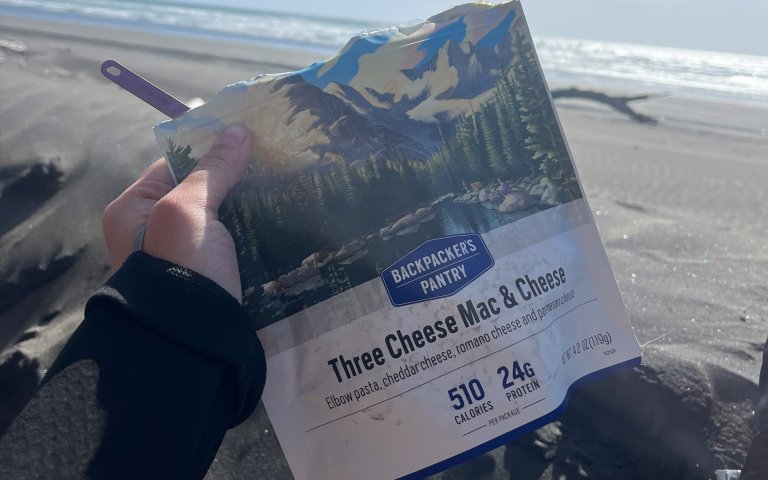 BACKPACKER'S
PANTRY
Three Cheese Mac & Cheese
Elbow pasta, cheddar cheese, romano cheese and parmesan cheese
510
CALORIES
24G
PROTEIN
PER PACKAGE
NET WT 4.2 OZ (119g)